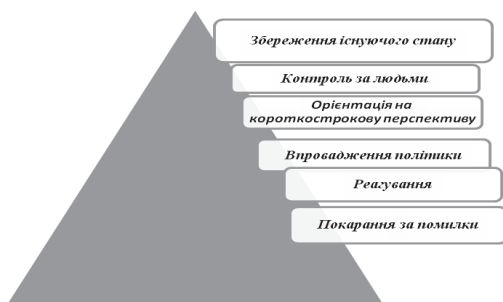 Збереження існуючого стану
Контроль за людьми
Орієнтація на
короткострокову перспективу
Впровадження політики
Реагування
Покарання за помилки